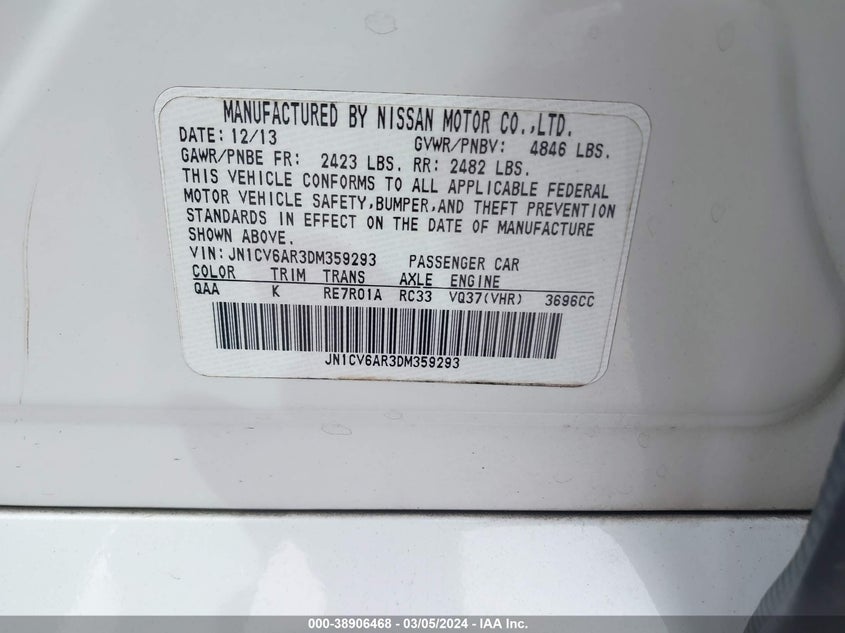 MANUFACTURED BY NISSAN MOTOR CO.,LTD.
DATE: 12/13 GVWR/PNBV: 4846 LBS.
GAWR/PNBE FR: 2423 LBS. RR: 2482 LBS.
THIS VEHICLE CONFORMS TO ALL APPLICABLE FEDERAL
MOTOR VEHICLE SAFETY,BUMPER,AND THEFT PREVENTION
STANDARDS IN EFFECT ON THE DATE OF MANUFACTURE
SHOWN ABOVE.
VIN:JN1CV6AR3DM359293 PASSENGER CAR
COLOR TRIM TRANS AXLE ENGINE
QAA K RE7R01A RC33 VQ37(VHR) 3696CC
JN1CV6AR3DM359293
000-38906468 - 03/05/2024 - IAA Inc.